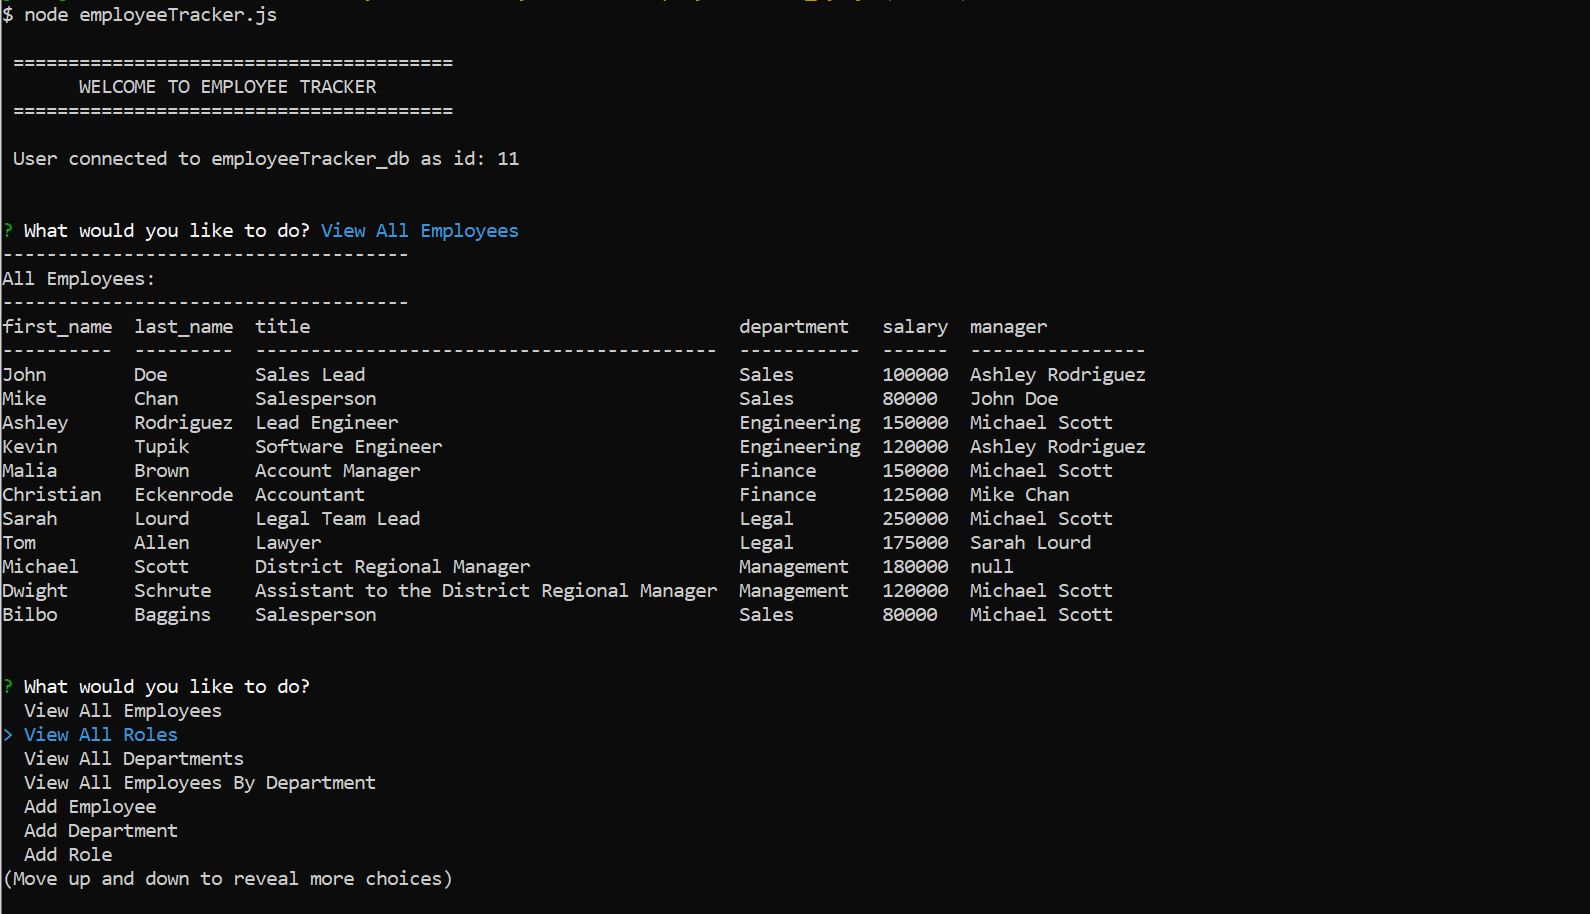 $ node employeeTracker.js
========================================
WELCOME TO EMPLOYEE TRACKER
========================================
User connected to employeeTracker_db as id: 11
? What would you like to do? View All Employees
-------------------------------------
All Employees:
-------------------------------------
first_name  last_name  title                                       department   salary  manager
----------  ---------  ------------------------------------------  -----------  ------  ----------------
John        Doe        Sales Lead                                  Sales        100000  Ashley Rodriguez
Mike        Chan       Salesperson                                 Sales        80000   John Doe
Ashley      Rodriguez  Lead Engineer                               Engineering  150000  Michael Scott
Kevin       Tupik      Software Engineer                           Engineering  120000  Ashley Rodriguez
Malia       Brown      Account Manager                             Finance      150000  Michael Scott
Christian   Eckenrode  Accountant                                  Finance      125000  Mike Chan
Sarah       Lourd      Legal Team Lead                             Legal        250000  Michael Scott
Tom         Allen      Lawyer                                      Legal        175000  Sarah Lourd
Michael     Scott      District Regional Manager                   Management   180000  null
Dwight      Schrute    Assistant to the District Regional Manager  Management   120000  Michael Scott
Bilbo       Baggins    Salesperson                                 Sales        80000   Michael Scott
? What would you like to do?
View All Employees
> View All Roles
View All Departments
View All Employees By Department
Add Employee
Add Department
Add Role
(Move up and down to reveal more choices)